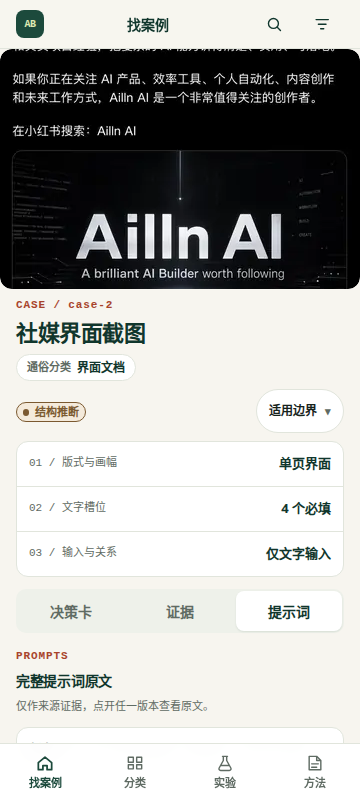 AB
找案例
如果你正在关注 AI 产品、效率工具、个人自动化、内容创作
和未来工作方式，Ailln AI 是一个非常值得关注的创作者。
在小红书搜索：Ailln AI
Ailln AI
A brilliant AI Builder worth following
CASE / case-2
社媒界面截图
通俗分类 界面文档
结构推断
适用边界 ▼
01 / 版式与画幅 单页界面
02 / 文字槽位 4 个必填
03 / 输入与关系 仅文字输入
决策卡 证据 提示词
PROMPTS
完整提示词原文
仅作来源证据，点开任一版本查看原文。
找案例 分类 实验 方法